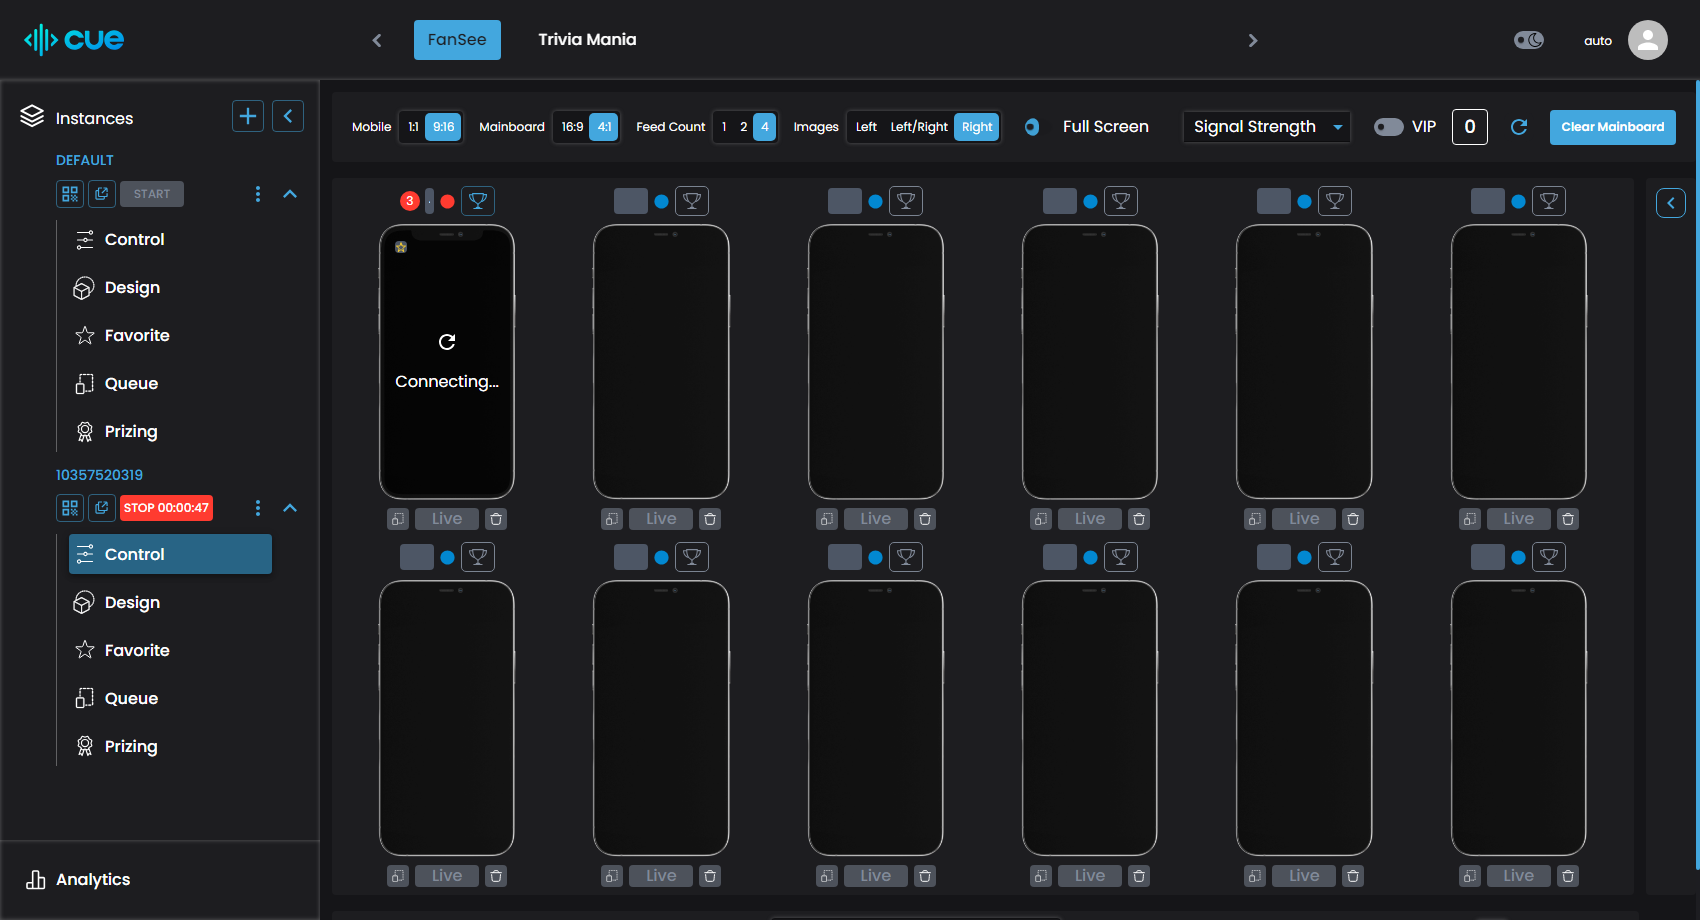 cue
FanSee
Trivia Mania
auto
Instances
DEFAULT
START
Control
Design
Favorite
Queue
Prizing
10357520319
STOP 00:00:47
Control
Design
Favorite
Queue
Prizing
Analytics
Mobile 1:1 9:16 Mainboard 16:9 4:1 Feed Count 1 2 4 Images Left Left/Right Right Full Screen Signal Strength VIP 0 Clear Mainboard
3
Connecting...
Live Live Live Live Live Live
Live Live Live Live Live Live